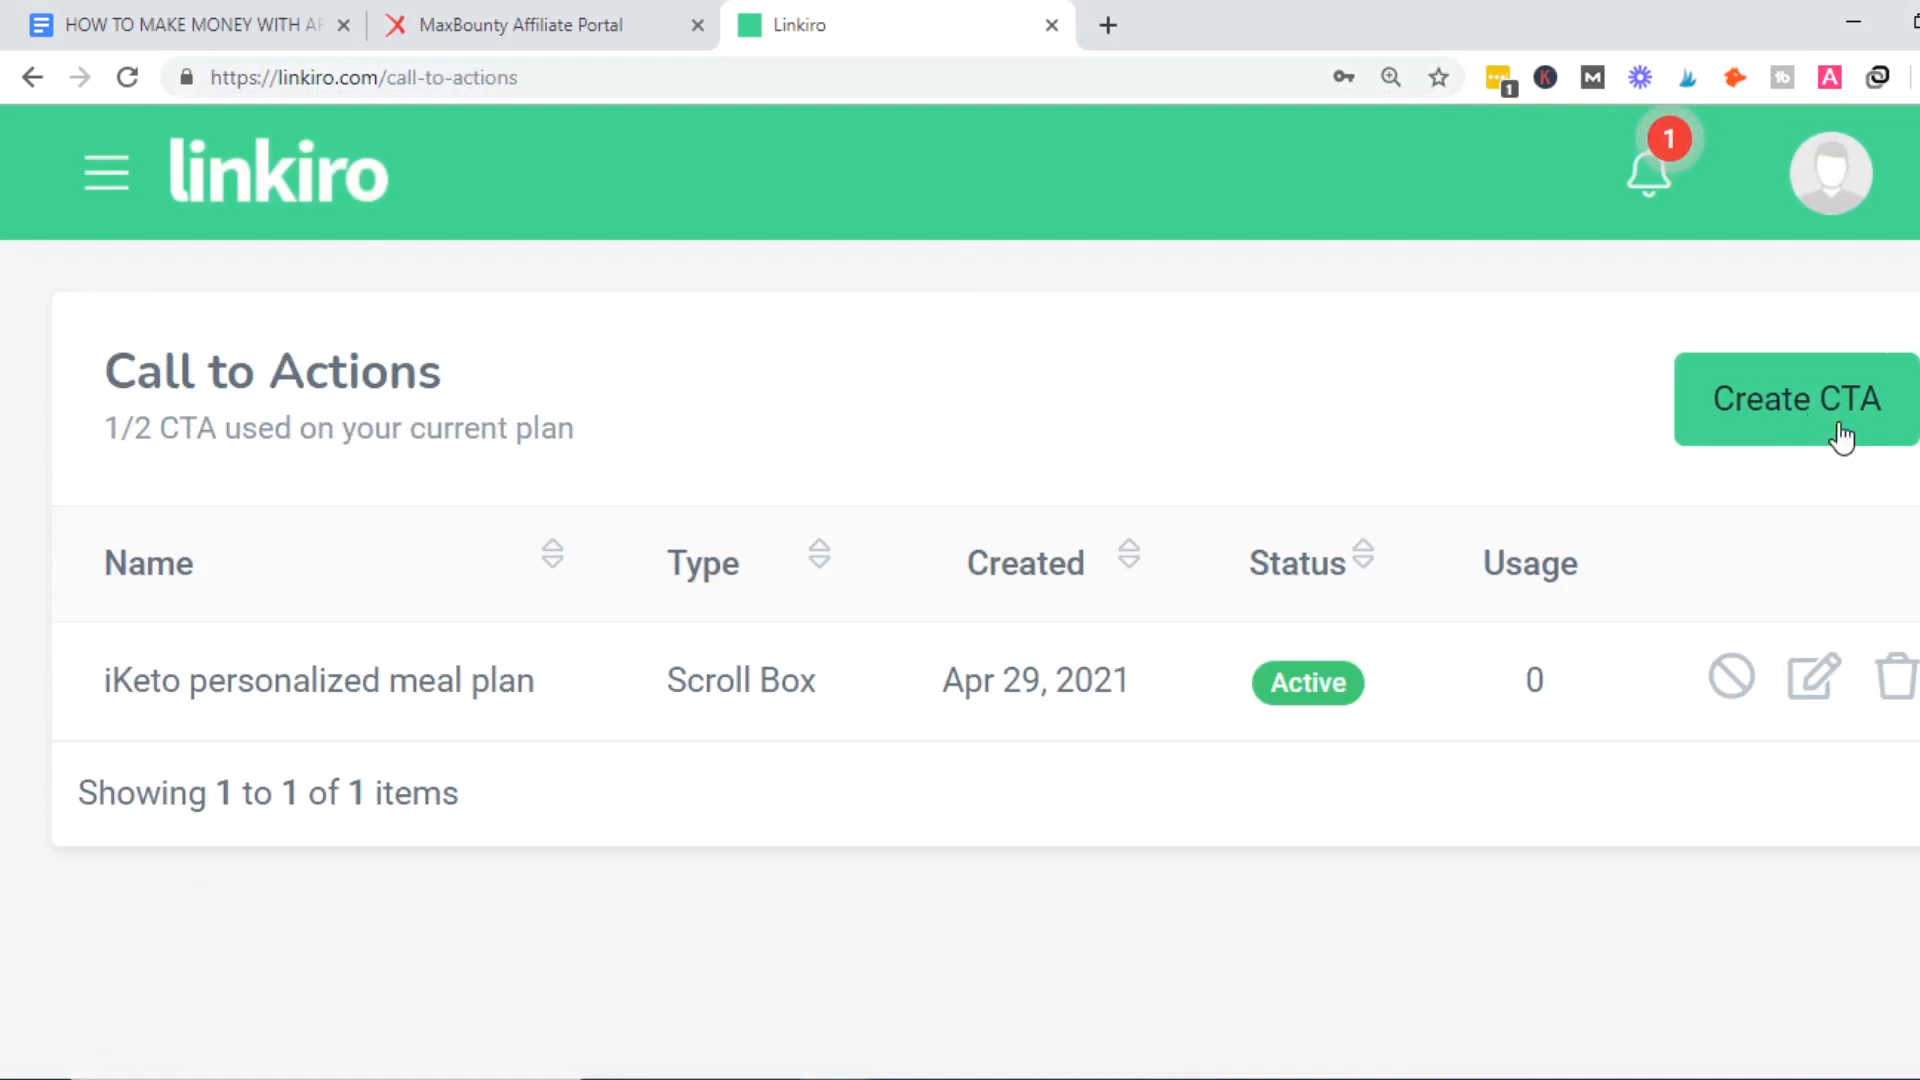 HOW TO MAKE MONEY WITH AF
MaxBounty Affiliate Portal
Linkiro
https://linkiro.com/call-to-actions
1
K
M
tb
A
linkiro
1
Call to Actions
1/2 CTA used on your current plan
Create CTA
Name Type Created Status Usage
iKeto personalized meal plan Scroll Box Apr 29, 2021 Active 0
Showing 1 to 1 of 1 items